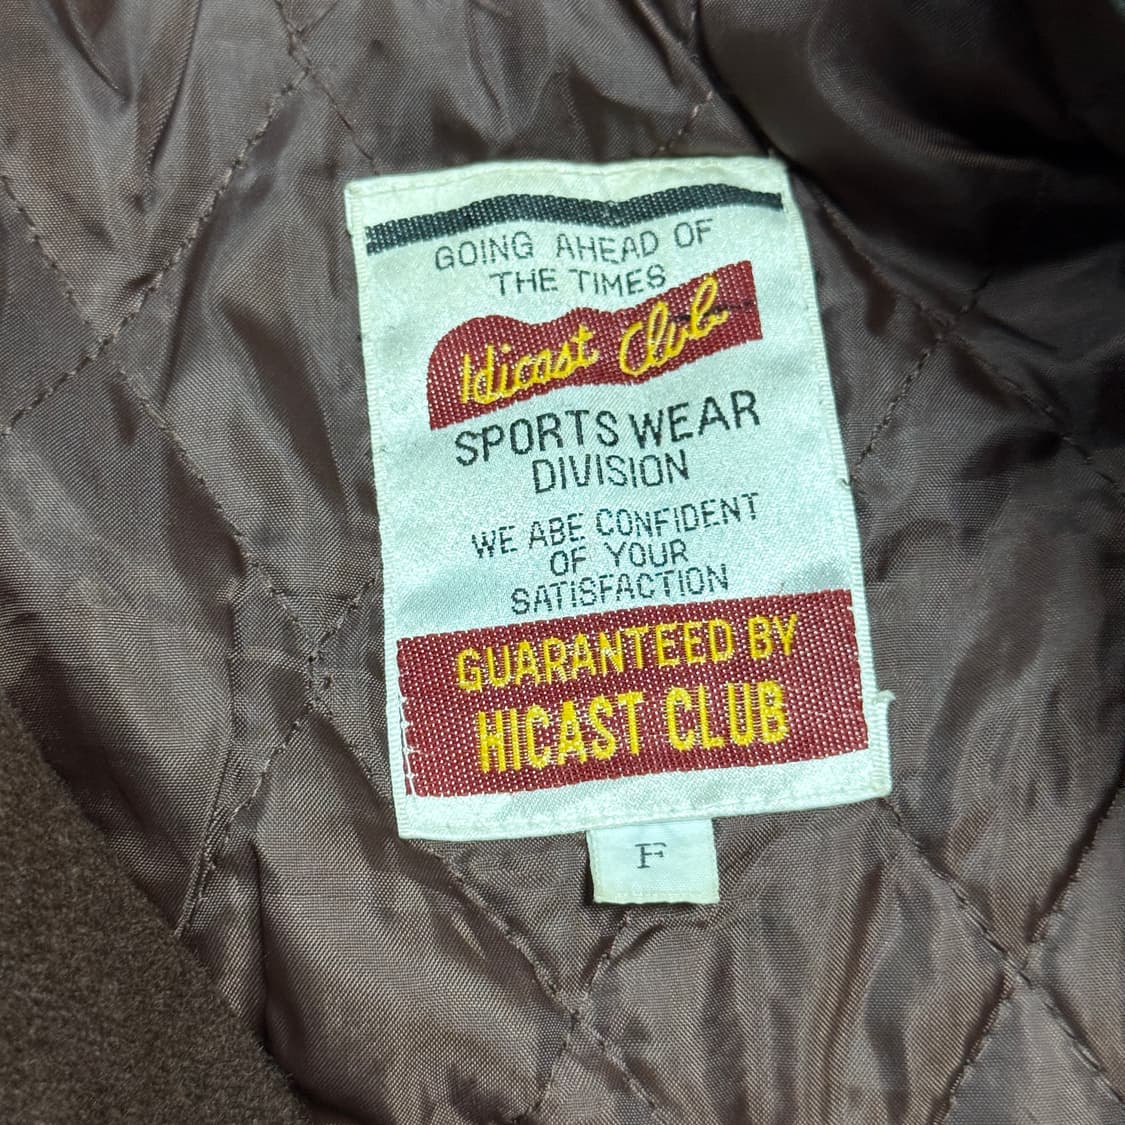 GOING AHEAD OF
THE TIMES
Hicast Club
SPORTS WEAR
DIVISION
WE ABE CONFIDENT
OF YOUR
SATISFACTION
GUARANTEED BY
HICAST CLUB
F